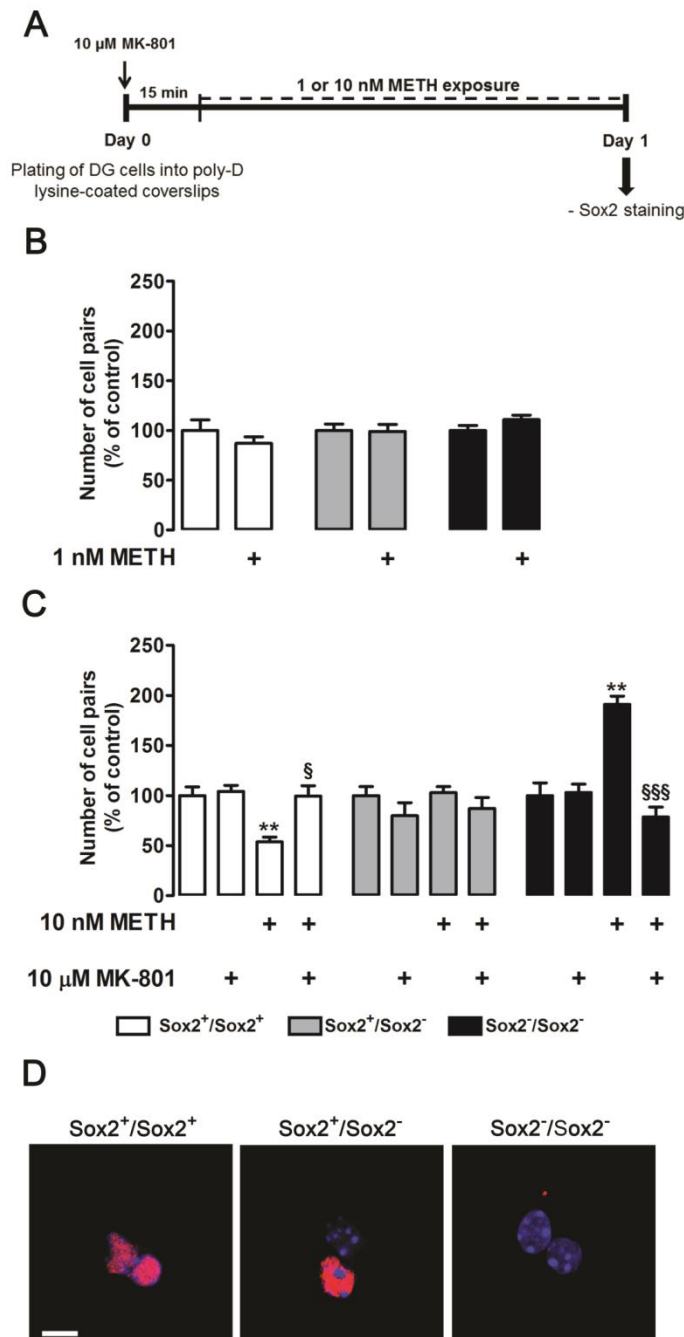 A
10 µM MK-801
15 min
1 or 10 nM METH exposure
Day 0
Day 1
Plating of DG cells into poly-D
lysine-coated coverslips
- Sox2 staining
B
Number of cell pairs
(% of control)
250
200
150
100
50
0
1 nM METH + + +
C
Number of cell pairs
(% of control)
250
200
150
100
50
0
** § ** §§§
10 nM METH + + + + + +
10 µM MK-801 + + + + + +
Sox2⁺/Sox2⁺ Sox2⁺/Sox2⁻ Sox2⁻/Sox2⁻
D
Sox2⁺/Sox2⁺ Sox2⁺/Sox2⁻ Sox2⁻/Sox2⁻